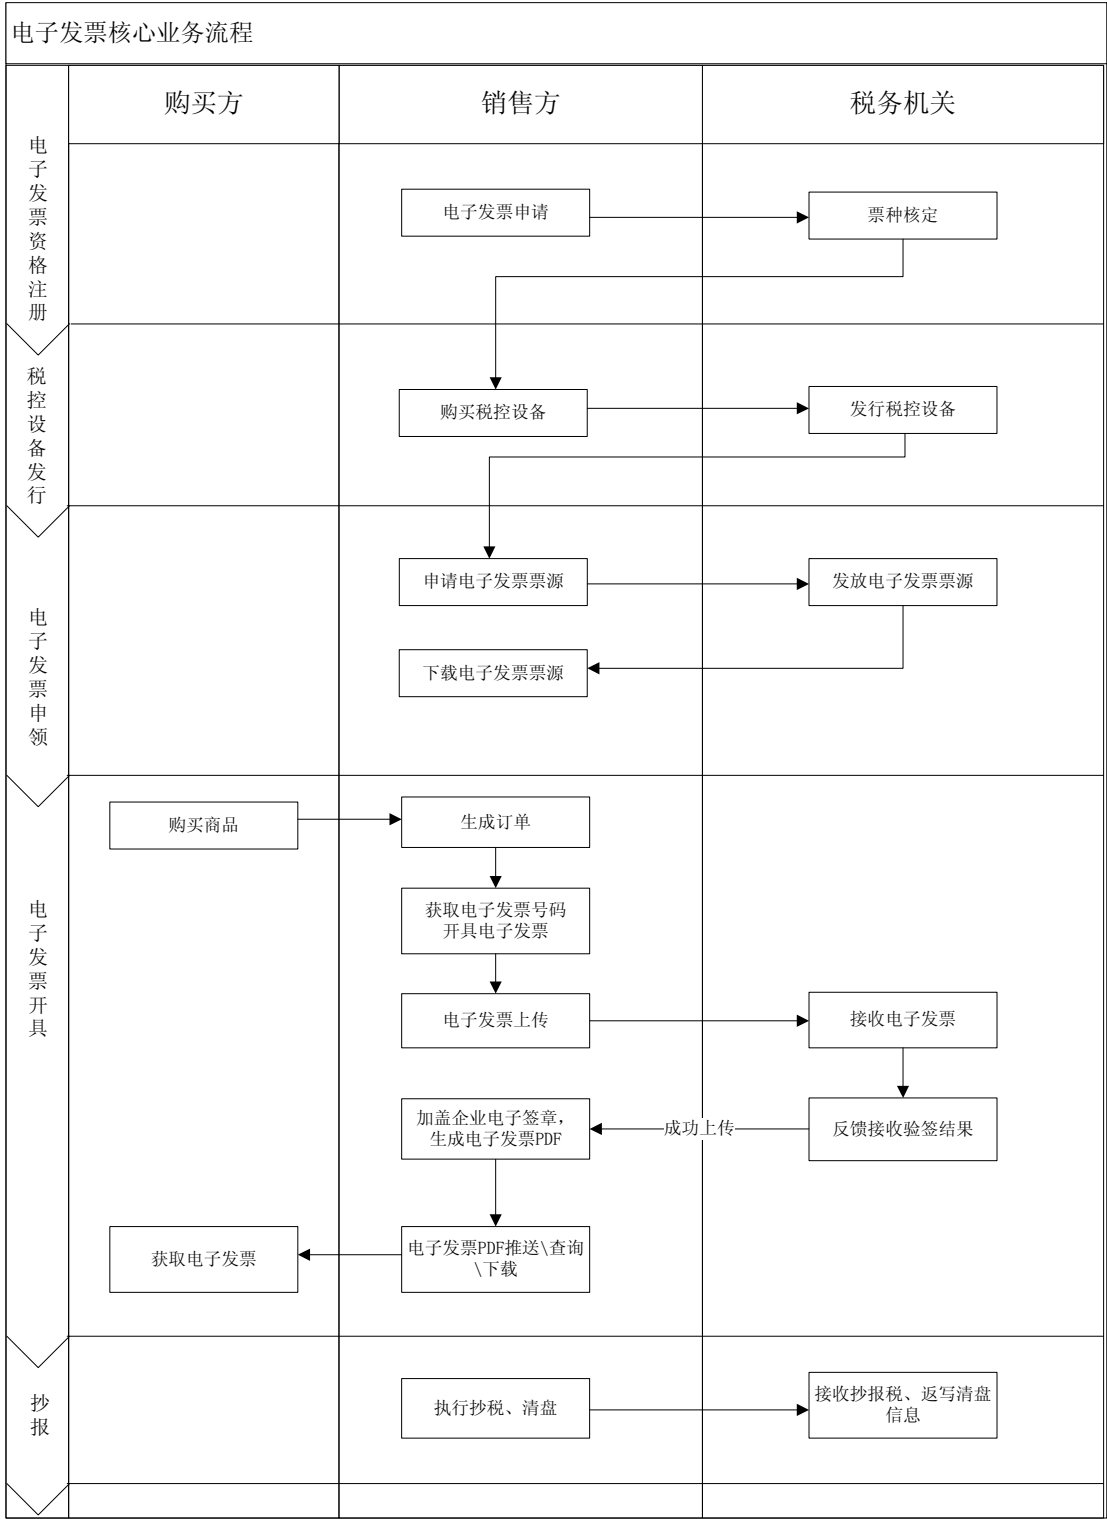 电子发票核心业务流程
购买方
销售方
税务机关
电子发票资格注册
电子发票申请
票种核定
税控设备发行
购买税控设备
发行税控设备
电子发票申领
申请电子发票票源
发放电子发票票源
下载电子发票票源
电子发票开具
购买商品
生成订单
获取电子发票号码
开具电子发票
电子发票上传
接收电子发票
加盖企业电子签章，
生成电子发票PDF
成功上传
反馈接收验签结果
获取电子发票
电子发票PDF推送\查询
\下载
抄报
执行抄税、清盘
接收抄报税、返写清盘
信息